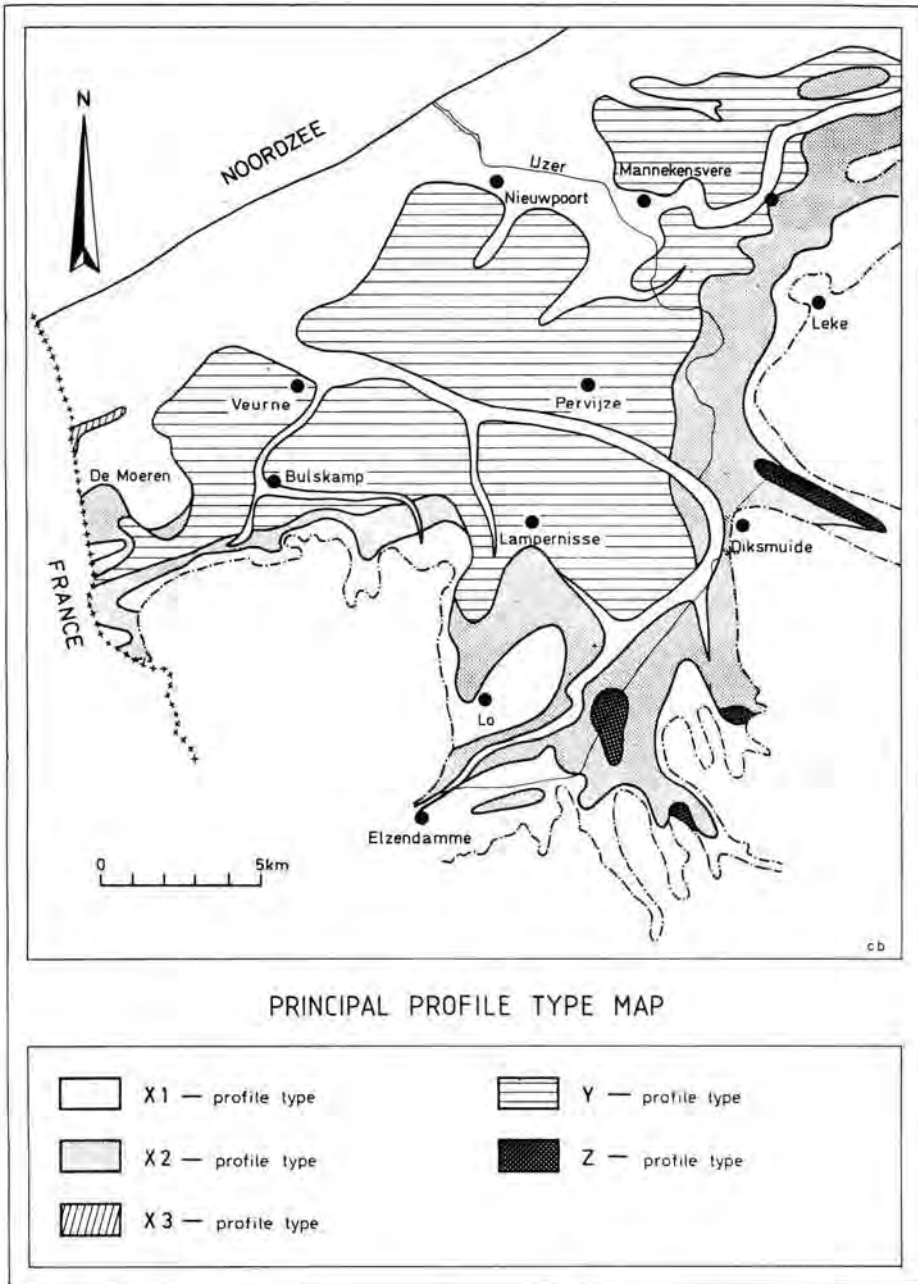 N
NOORDZEE
IJzer
Mannekensvere
Nieuwpoort
Leke
Veurne
Pervijze
De Moeren
Bulskamp
Lampernisse
Diksmuide
FRANCE
Lo
Elzendamme
0 5km
cb
PRINCIPAL PROFILE TYPE MAP
X1 — profile type
X2 — profile type
X3 — profile type
Y — profile type
Z — profile type